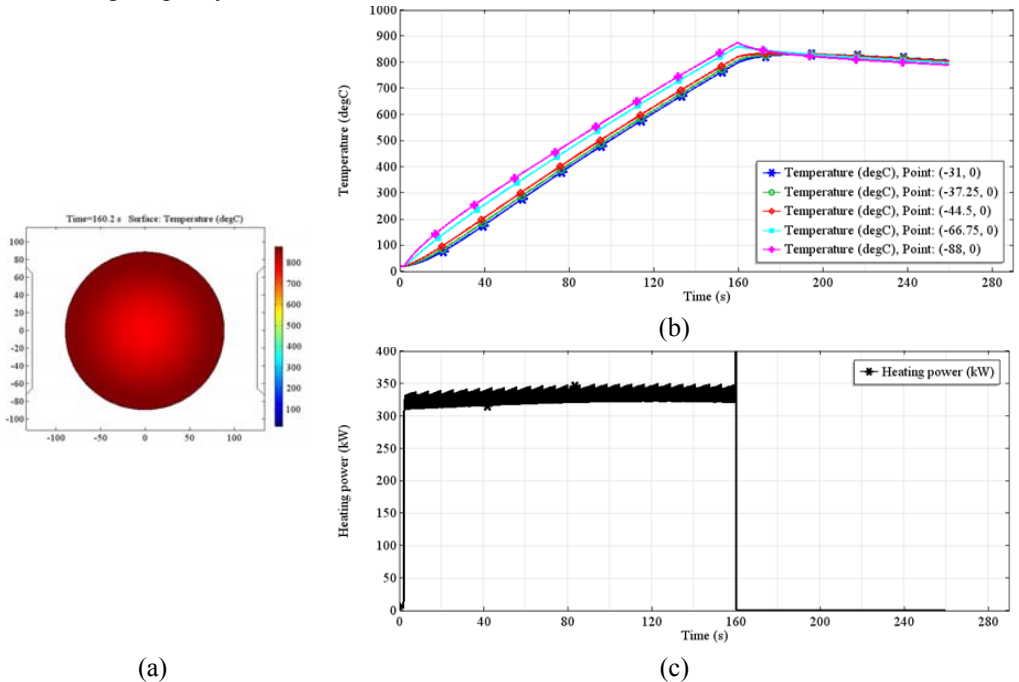 Time=160.2 s Surface: Temperature (degC)
100
80
60
40
20
0
-20
-40
-60
-80
-100
-100
-50
0
50
100
800
700
600
500
400
300
200
100
(a)
1000
900
800
700
600
500
400
300
200
100
0
Temperature (degC)
Temperature (degC), Point: (-31, 0)
Temperature (degC), Point: (-37.25, 0)
Temperature (degC), Point: (-44.5, 0)
Temperature (degC), Point: (-66.75, 0)
Temperature (degC), Point: (-88, 0)
0 40 80 120 160 200 240 280
Time (s)
(b)
400
350
300
250
200
150
100
50
0
Heating power (kW)
Heating power (kW)
0 40 80 120 160 200 240 280
Time (s)
(c)